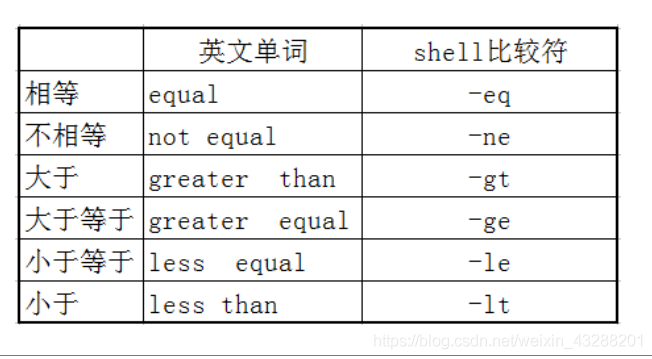 英文单词 shell比较符
相等 equal -eq
不相等 not equal -ne
大于 greater than -gt
大于等于 greater equal -ge
小于等于 less equal -le
小于 less than -lt
https://blog.csdn.net/weixin_43288201